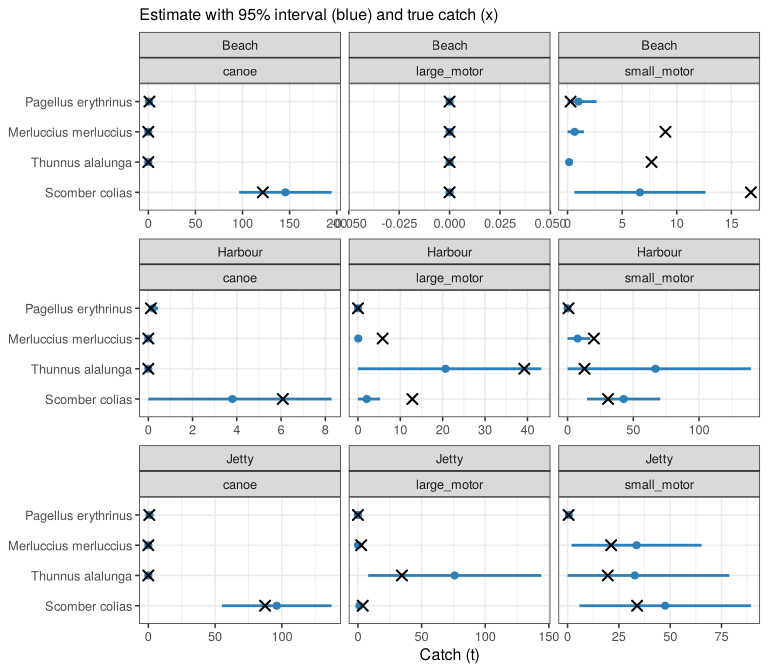 Estimate with 95% interval (blue) and true catch (x)
Beach Beach Beach
canoe large_motor small_motor
Pagellus erythrinus
Merluccius merluccius
Thunnus alalunga
Scomber colias
0 50 100 150 200 -0.050 -0.025 0.000 0.025 0.050 0 5 10 15
Harbour Harbour Harbour
canoe large_motor small_motor
Pagellus erythrinus
Merluccius merluccius
Thunnus alalunga
Scomber colias
0 2 4 6 8 0 10 20 30 40 0 50 100
Jetty Jetty Jetty
canoe large_motor small_motor
Pagellus erythrinus
Merluccius merluccius
Thunnus alalunga
Scomber colias
0 50 100 0 50 100 150 0 25 50 75
Catch (t)